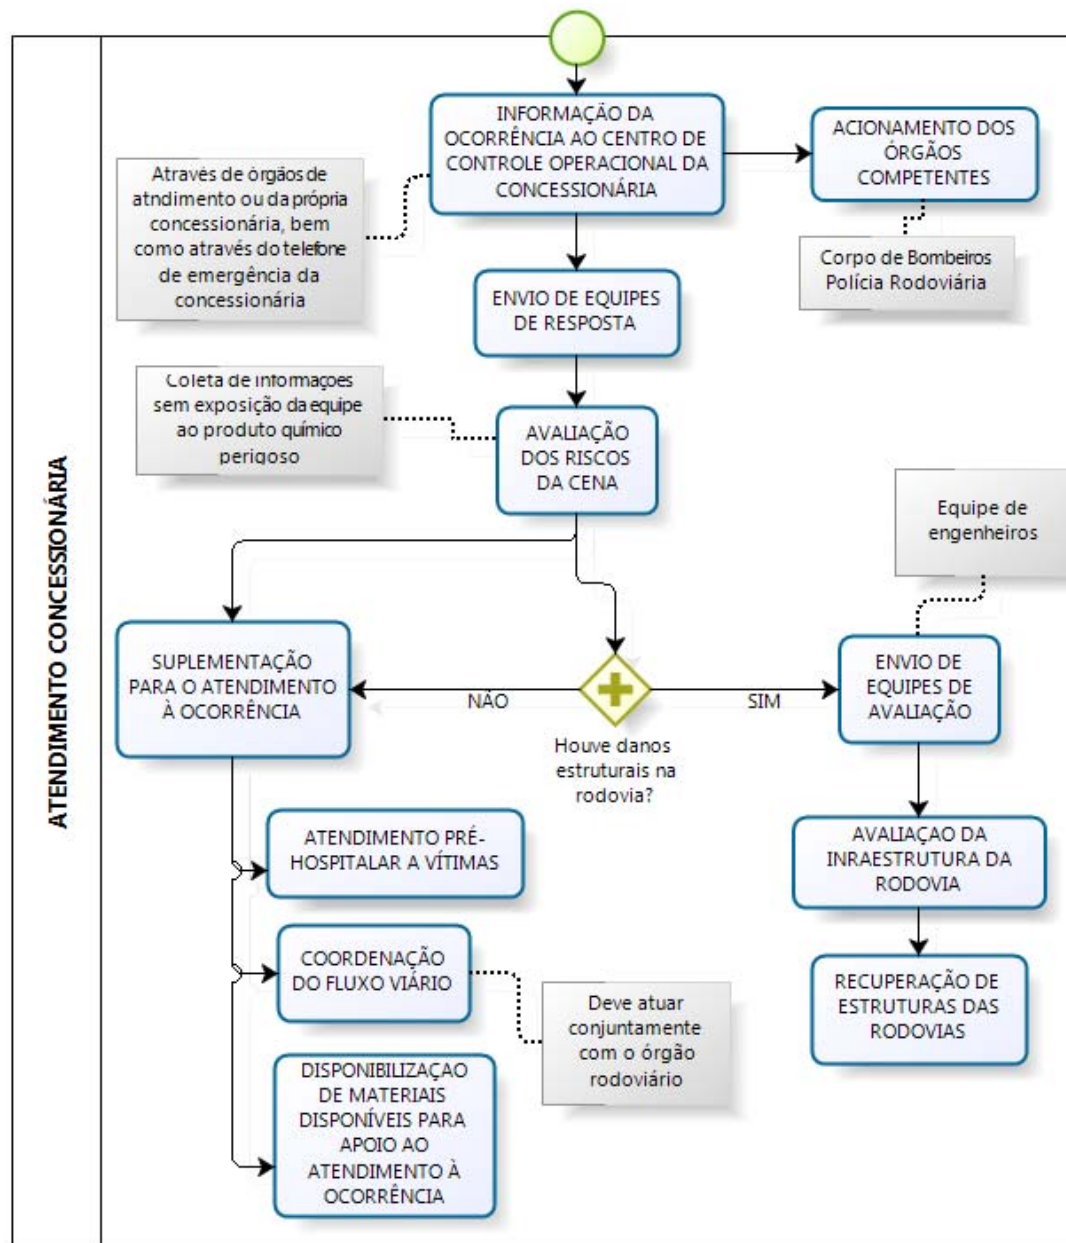 ATENDIMENTO CONCESSIONÁRIA
INFORMAÇÃO DA
OCORRÊNCIA AO CENTRO DE
CONTROLE OPERACIONAL DA
CONCESSIONÁRIA
ACIONAMENTO DOS
ÓRGÃOS
COMPETENTES
Através de órgãos de
atndimento ou da própria
concessionária, bem
como através do telefone
de emergência da
concessionária
Corpo de Bombeiros
Polícia Rodoviária
ENVIO DE EQUIPES
DE RESPOSTA
Coleta de informações
sem exposição da equipe
ao produto químico
perigoso
AVALIAÇÃO
DOS RISCOS
DA CENA
Equipe de
engenheiros
SUPLEMENTAÇÃO
PARA O ATENDIMENTO
À OCORRÊNCIA
NÃO
SIM
Houve danos
estruturais na
rodovia?
ENVIO DE
EQUIPES DE
AVALIAÇÃO
ATENDIMENTO PRÉ-
HOSPITALAR A VÍTIMAS
AVALIAÇAO DA
INRAESTRUTURA DA
RODOVIA
COORDENAÇÃO
DO FLUXO VIÁRIO
Deve atuar
conjuntamente
com o órgão
rodoviário
RECUPERAÇÃO DE
ESTRUTURAS DAS
RODOVIAS
DISPONIBILIZAÇAO
DE MATERIAIS
DISPONÍVEIS PARA
APOIO AO
ATENDIMENTO À
OCORRÊNCIA